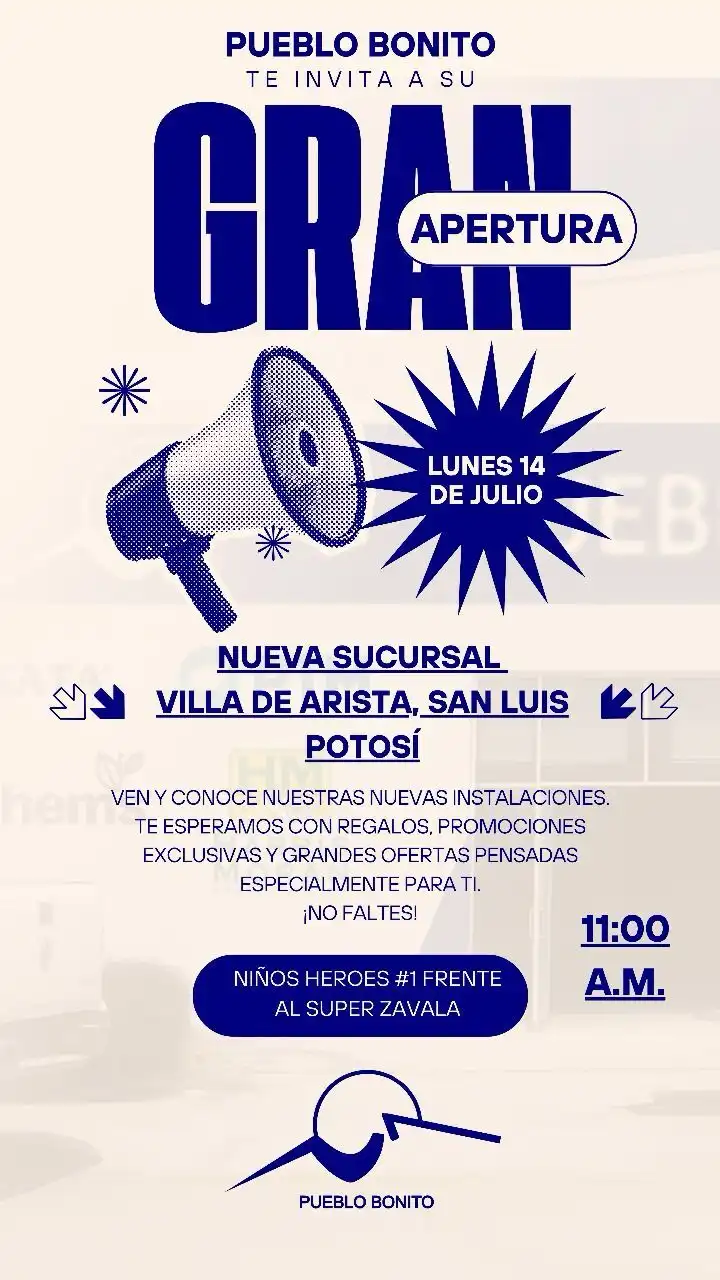 PUEBLO BONITO
TE INVITA A SU
GRAN
APERTURA
LUNES 14
DE JULIO
NUEVA SUCURSAL
VILLA DE ARISTA, SAN LUIS
POTOSÍ
VEN Y CONOCE NUESTRAS NUEVAS INSTALACIONES.
TE ESPERAMOS CON REGALOS, PROMOCIONES
EXCLUSIVAS Y GRANDES OFERTAS PENSADAS
ESPECIALMENTE PARA TI.
¡NO FALTES!
11:00
A.M.
NIÑOS HEROES #1 FRENTE
AL SUPER ZAVALA
PUEBLO BONITO